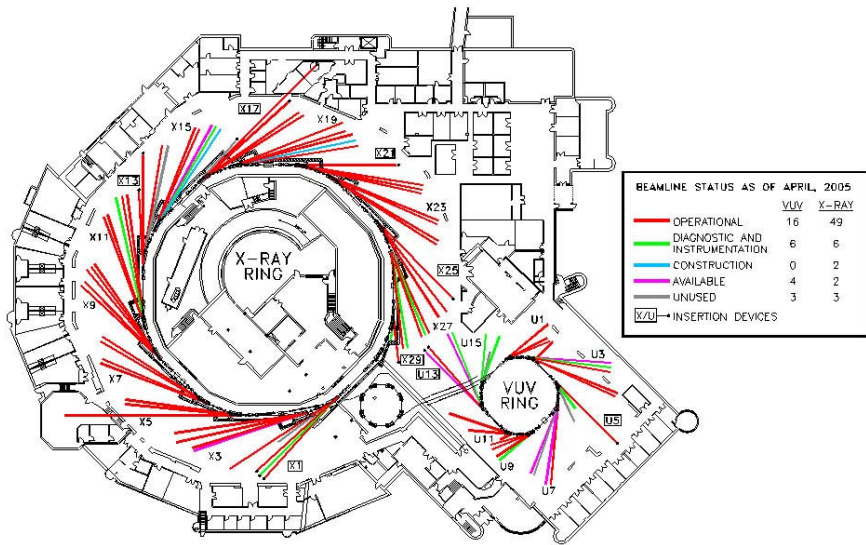 X17
X19
X15
X21
X13
X23
X11
X-RAY
RING
X25
X9
X27
U15
U1
X29
U3
U13
X7
VUV
RING
X5
U5
U11
X3
X1
U9
U7
BEAMLINE STATUS AS OF APRIL, 2005
VUV X-RAY
OPERATIONAL 16 49
DIAGNOSTIC AND
INSTRUMENTATION 6 6
CONSTRUCTION 0 2
AVAILABLE 4 2
UNUSED 3 3
X/U INSERTION DEVICES